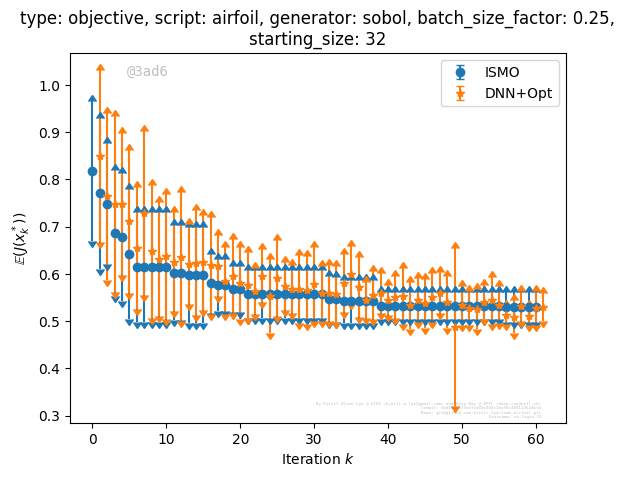 type: objective, script: airfoil, generator: sobol, batch_size_factor: 0.25,
starting_size: 32
@3ad6
ISMO
DNN+Opt
𝔼(J(x*ₖ))
1.0
0.9
0.8
0.7
0.6
0.5
0.4
0.3
0 10 20 30 40 50 60
Iteration k